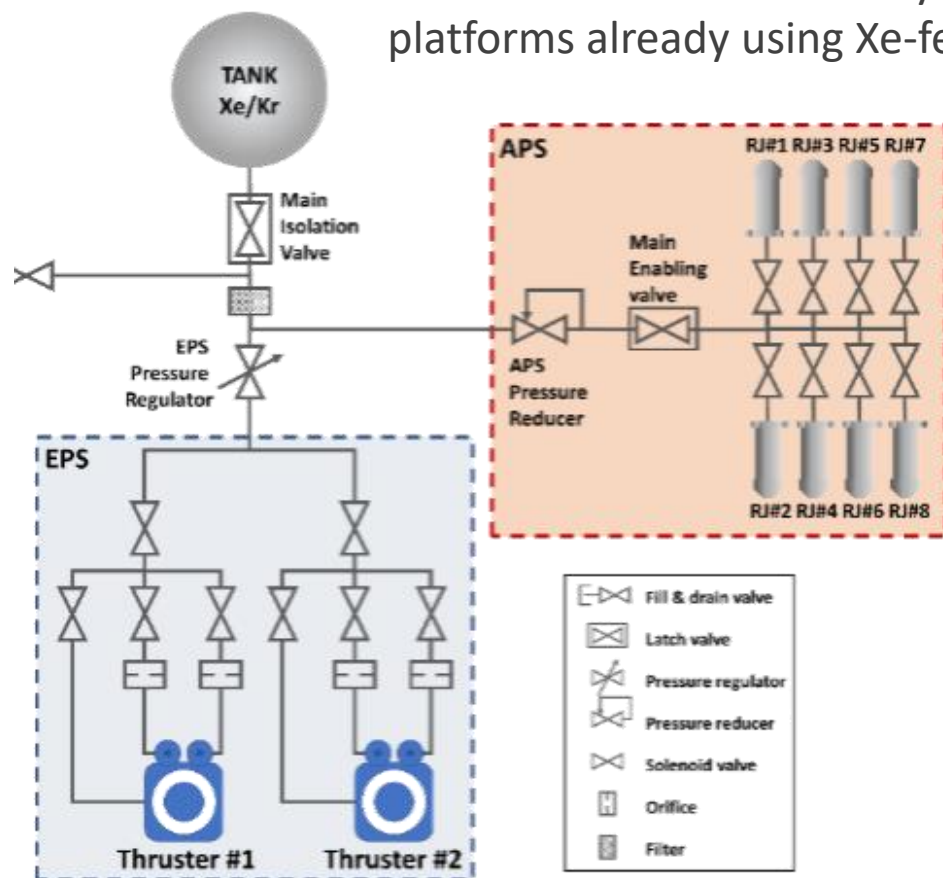 platforms already using Xe-fe
TANK
Xe/Kr
Main
Isolation
Valve
EPS
Pressure
Regulator
APS
RJ#1 RJ#3 RJ#5 RJ#7
Main
Enabling
valve
APS
Pressure
Reducer
RJ#2 RJ#4 RJ#6 RJ#8
EPS
Thruster #1
Thruster #2
Fill & drain valve
Latch valve
Pressure regulator
Pressure reducer
Solenoid valve
Orifice
Filter